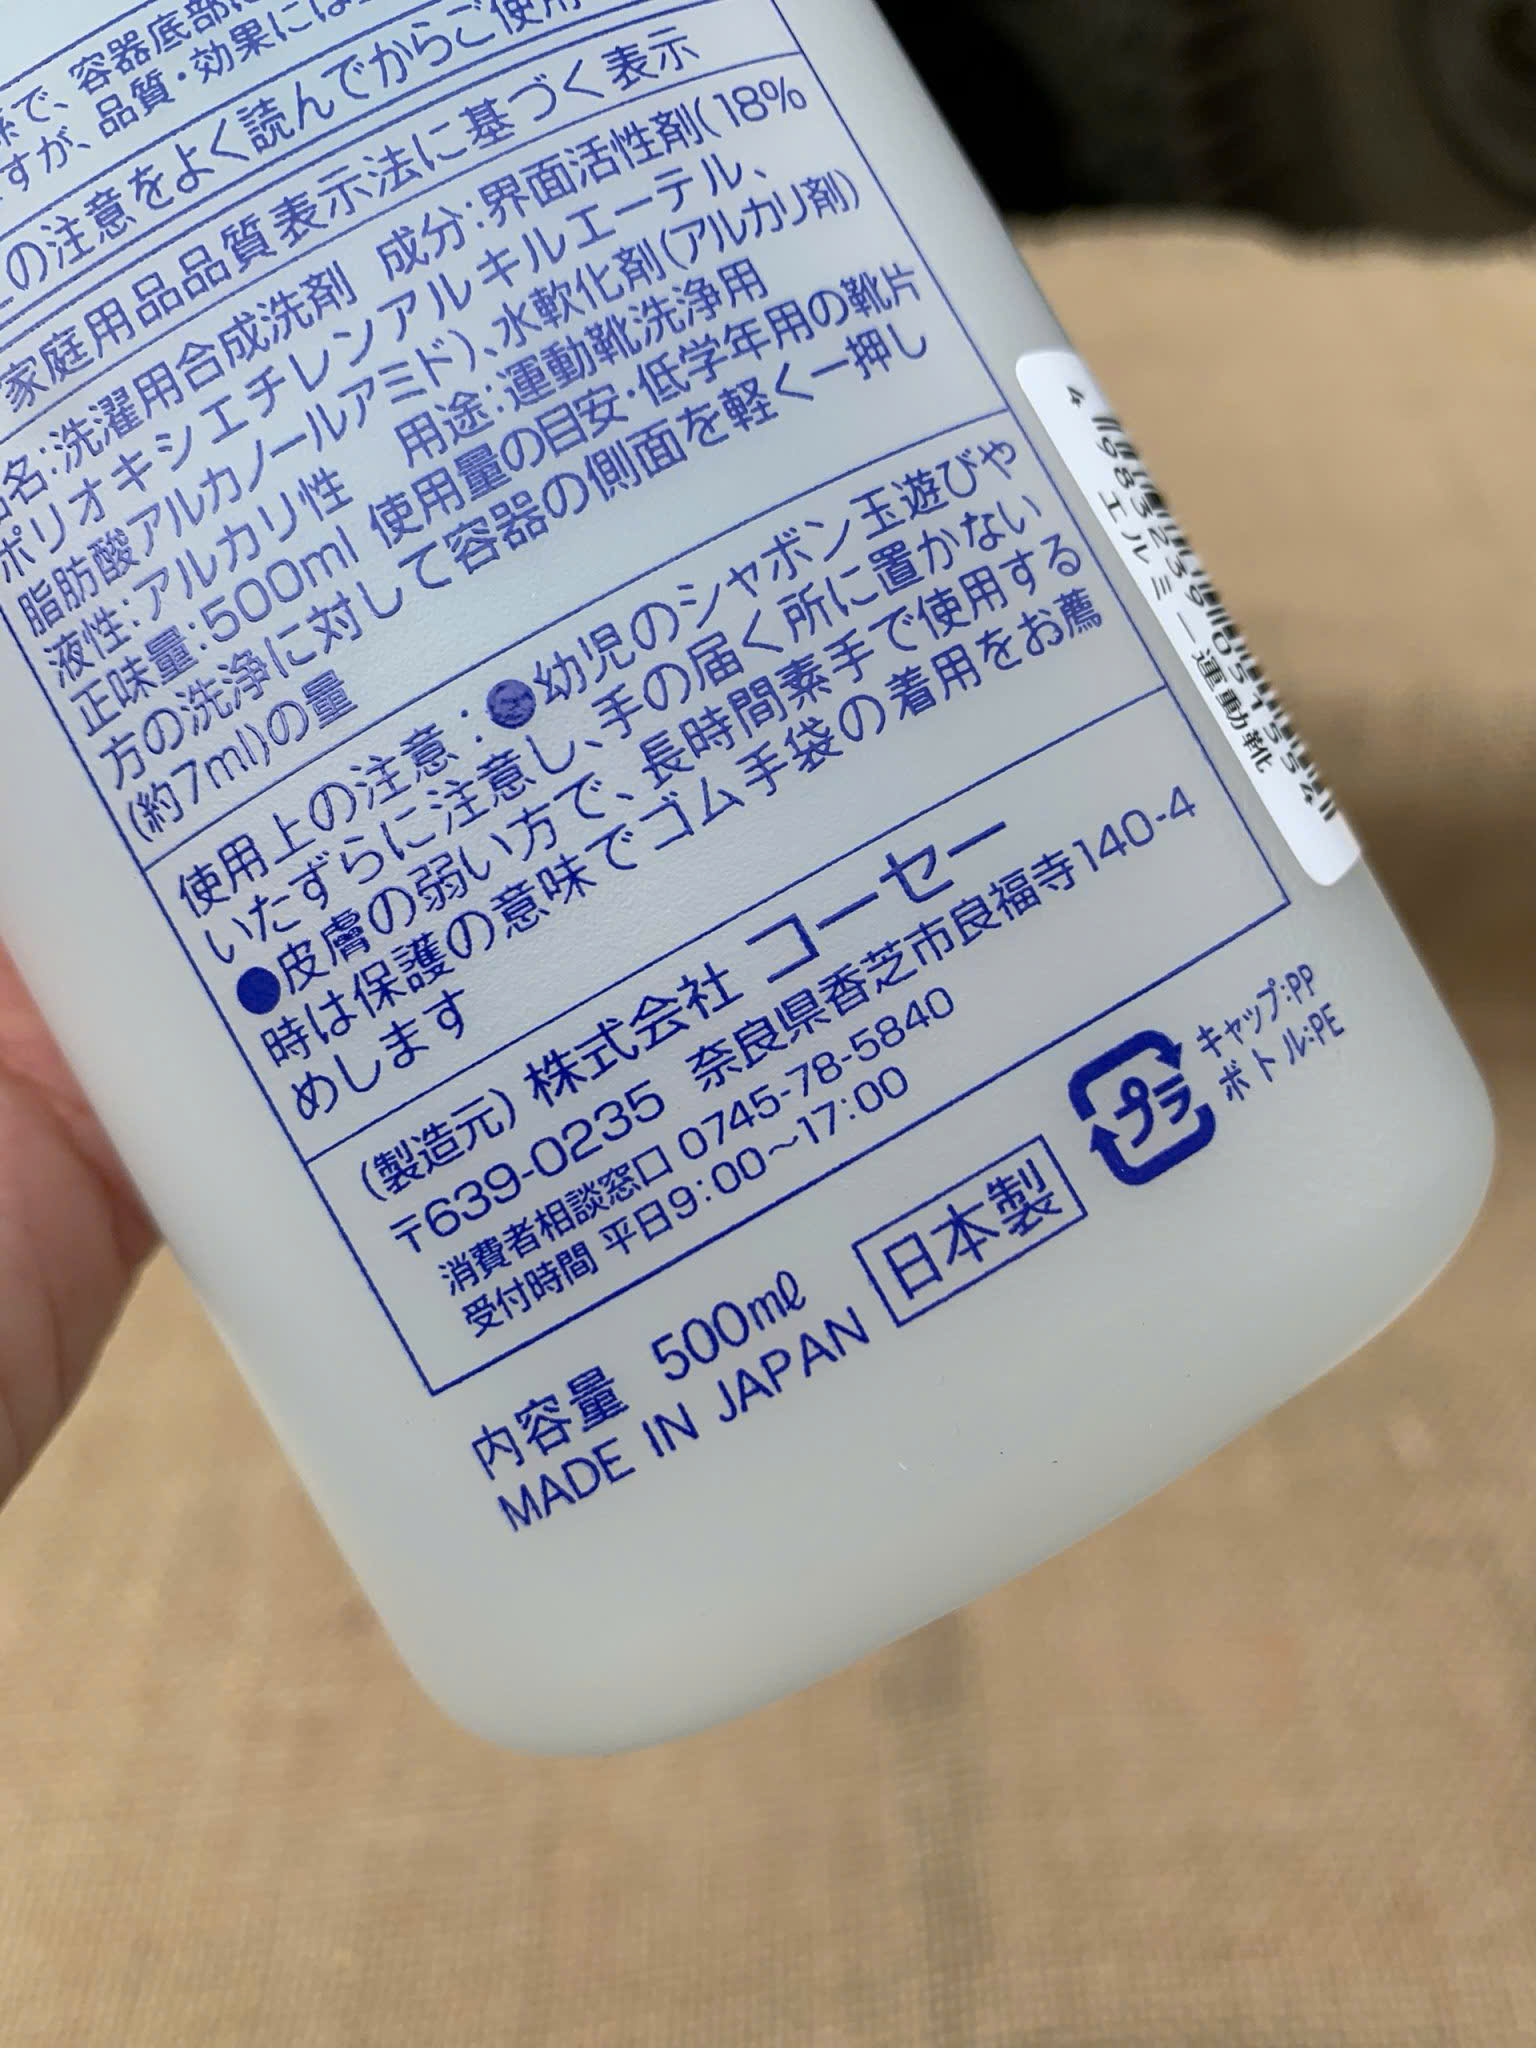 で、容器底部に
すが、品質・効果には
の注意をよく読んでからご使用
家庭用品品質表示法に基づく表示
名:洗濯用合成洗剤 成分:界面活性剤(18%
ポリオキシエチレンアルキルエーテル、
脂肪酸アルカノールアミド)、水軟化剤(アルカリ剤)
液性:アルカリ性 用途:運動靴洗浄用
正味量:500ml 使用量の目安・低学年用の靴片
方の洗浄に対して容器の側面を軽く一押し
(約7ml)の量
使用上の注意:●幼児のシャボン玉遊びや
いたずらに注意し、手の届く所に置かない
●皮膚の弱い方で、長時間素手で使用する
時は保護の意味でゴム手袋の着用をお薦
めします
(製造元) 株式会社 コーセー
〒639-0235 奈良県香芝市良福寺140-4
消費者相談窓口 0745-78-5840
受付時間 平日9:00〜17:00
内容量 500ml
MADE IN JAPAN 日本製
プラ
キャップ:PP
ボトル:PE
エルミー運動靴